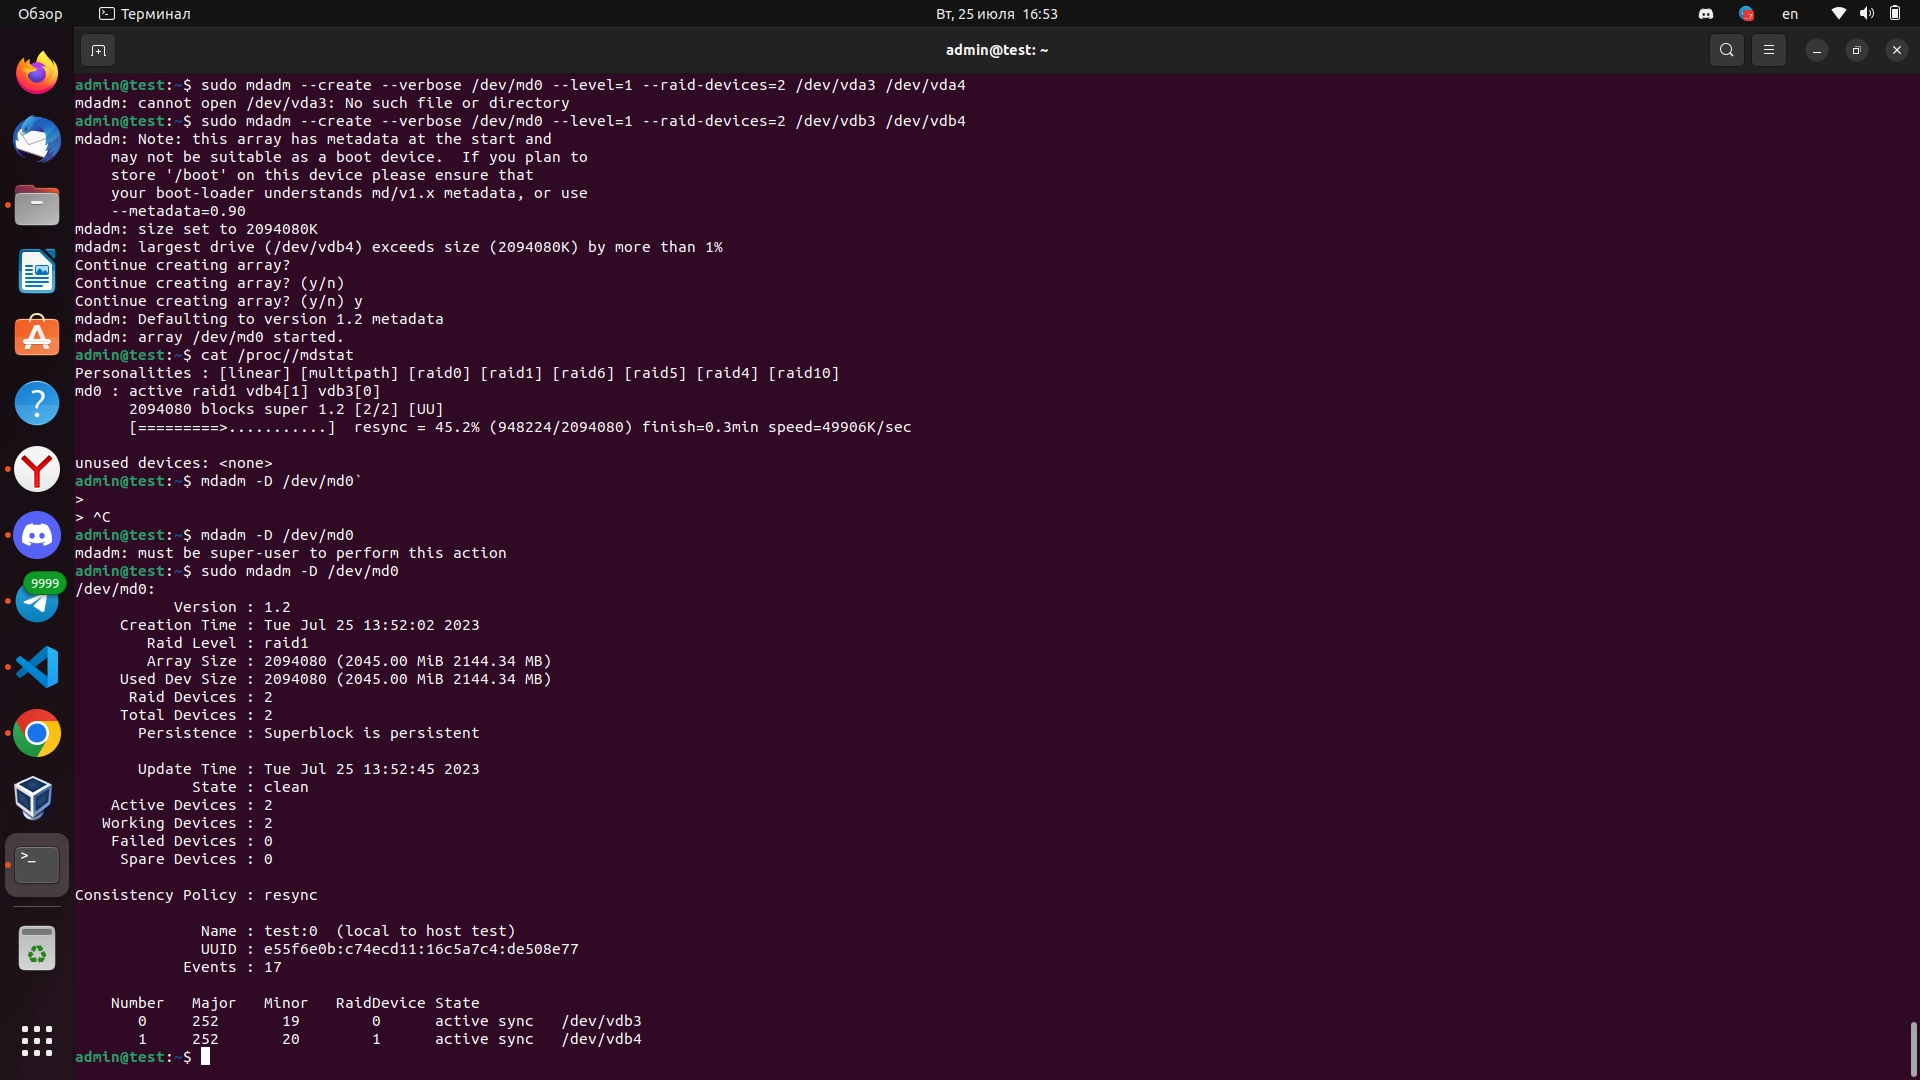 Обзор
Терминал
Вт, 25 июля 16:53
en
admin@test: ~
admin@test:~$ sudo mdadm --create --verbose /dev/md0 --level=1 --raid-devices=2 /dev/vda3 /dev/vda4
mdadm: cannot open /dev/vda3: No such file or directory
admin@test:~$ sudo mdadm --create --verbose /dev/md0 --level=1 --raid-devices=2 /dev/vdb3 /dev/vdb4
mdadm: Note: this array has metadata at the start and
    may not be suitable as a boot device.  If you plan to
    store '/boot' on this device please ensure that
    your boot-loader understands md/v1.x metadata, or use
    --metadata=0.90
mdadm: size set to 2094080K
mdadm: largest drive (/dev/vdb4) exceeds size (2094080K) by more than 1%
Continue creating array?
Continue creating array? (y/n)
Continue creating array? (y/n) y
mdadm: Defaulting to version 1.2 metadata
mdadm: array /dev/md0 started.
admin@test:~$ cat /proc//mdstat
Personalities : [linear] [multipath] [raid0] [raid1] [raid6] [raid5] [raid4] [raid10]
md0 : active raid1 vdb4[1] vdb3[0]
      2094080 blocks super 1.2 [2/2] [UU]
      [=========>...........]  resync = 45.2% (948224/2094080) finish=0.3min speed=49906K/sec
unused devices: <none>
admin@test:~$ mdadm -D /dev/md0`
>
> ^C
admin@test:~$ mdadm -D /dev/md0
mdadm: must be super-user to perform this action
admin@test:~$ sudo mdadm -D /dev/md0
/dev/md0:
           Version : 1.2
     Creation Time : Tue Jul 25 13:52:02 2023
        Raid Level : raid1
        Array Size : 2094080 (2045.00 MiB 2144.34 MB)
     Used Dev Size : 2094080 (2045.00 MiB 2144.34 MB)
      Raid Devices : 2
     Total Devices : 2
       Persistence : Superblock is persistent
       Update Time : Tue Jul 25 13:52:45 2023
             State : clean
    Active Devices : 2
   Working Devices : 2
    Failed Devices : 0
     Spare Devices : 0
Consistency Policy : resync
              Name : test:0  (local to host test)
              UUID : e55f6e0b:c74ecd11:16c5a7c4:de508e77
            Events : 17
    Number   Major   Minor   RaidDevice State
       0     252       19        0      active sync   /dev/vdb3
       1     252       20        1      active sync   /dev/vdb4
admin@test:~$
9999